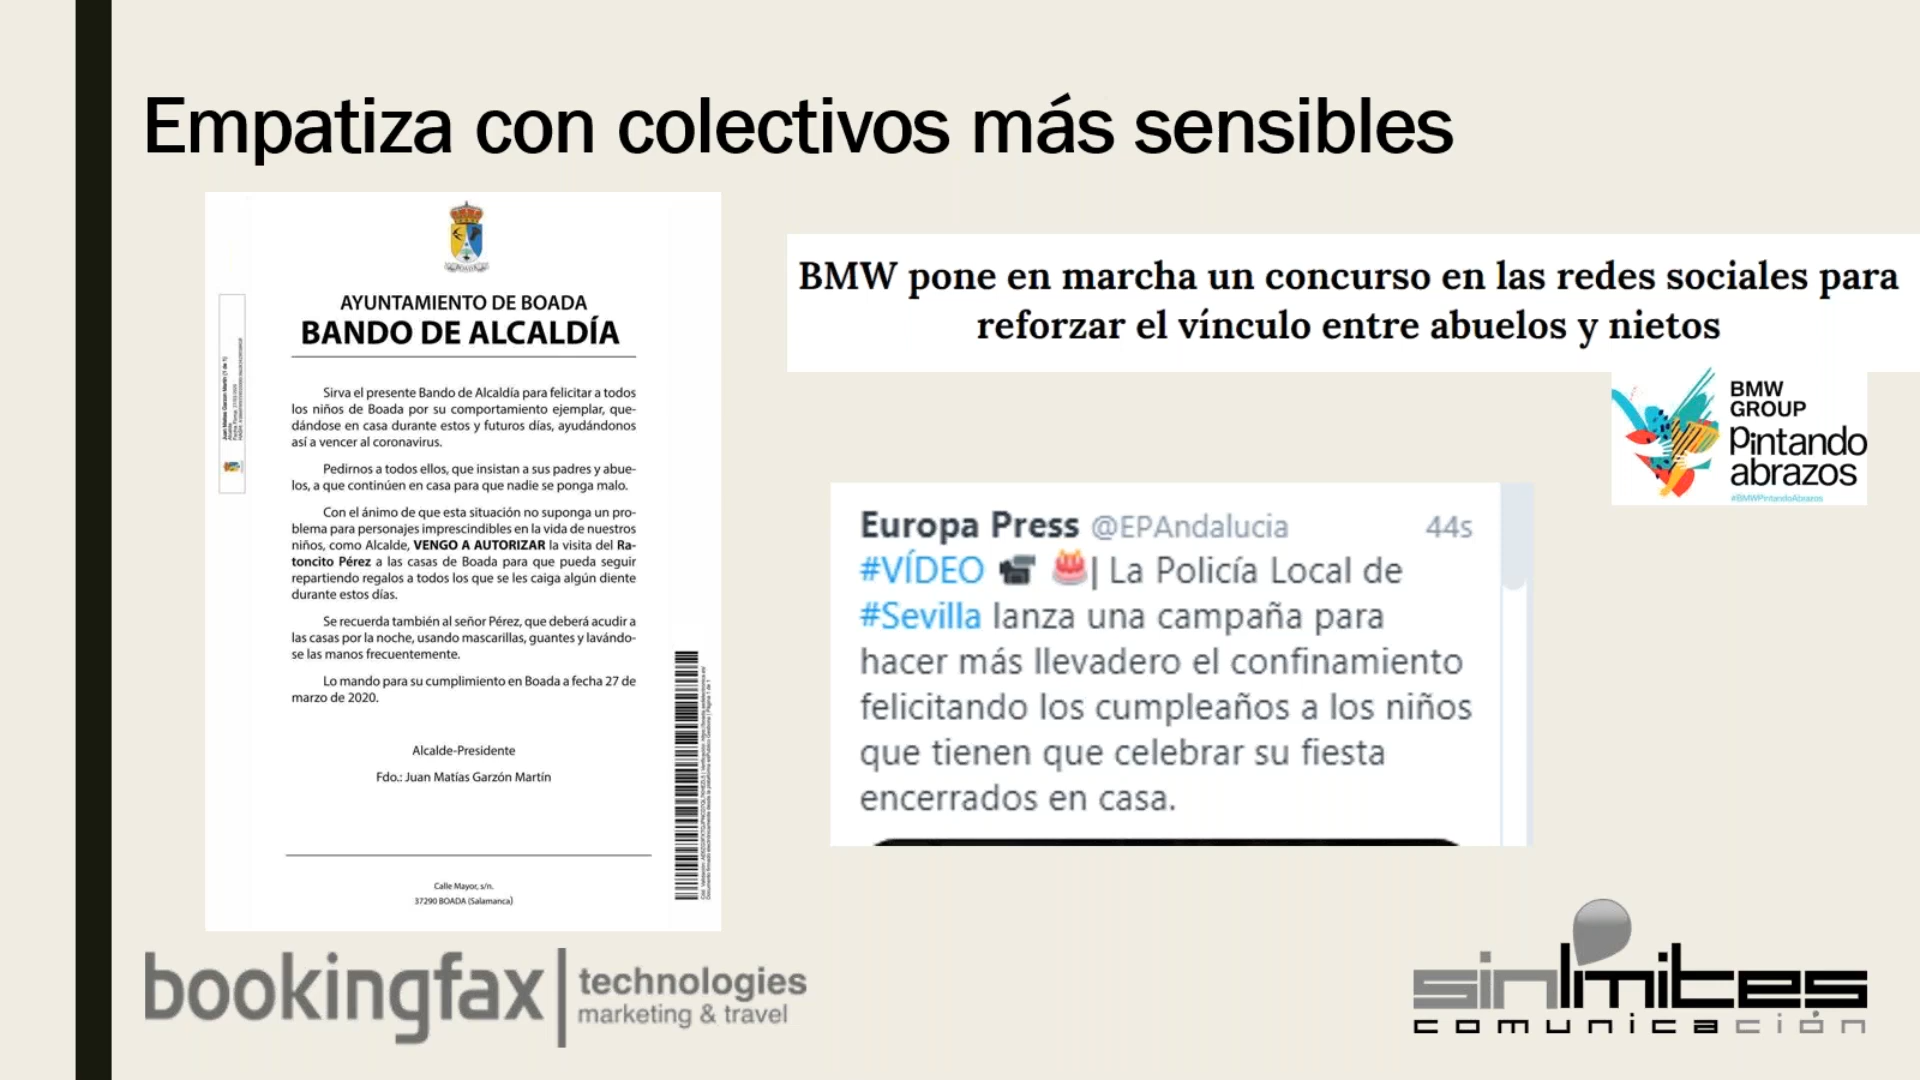 Empatiza con colectivos más sensibles
AYUNTAMIENTO DE BOADA
BANDO DE ALCALDÍA
Sirva el presente Bando de Alcaldía para felicitar a todos
los niños de Boada por su comportamiento ejemplar, que-
dándose en casa durante estos y futuros días, ayudándonos
así a vencer al coronavirus.
Pedirnos a todos ellos, que insistan a sus padres y abue-
los, a que continúen en casa para que nadie se ponga malo.
Con el ánimo de que esta situación no suponga un pro-
blema para personajes imprescindibles en la vida de nuestros
niños, como Alcalde, VENGO A AUTORIZAR la visita del Ra-
toncito Pérez a las casas de Boada para que pueda seguir
repartiendo regalos a todos los que se les caiga algún diente
durante estos días.
Se recuerda también al señor Pérez, que deberá acudir a
las casas por la noche, usando mascarillas, guantes y lavándo-
se las manos frecuentemente.
Lo mando para su cumplimiento en Boada a fecha 27 de
marzo de 2020.
Alcalde-Presidente
Fdo.: Juan Matías Garzón Martín
Calle Mayor, s/n.
37290 BOADA (Salamanca)
BMW pone en marcha un concurso en las redes sociales para
reforzar el vínculo entre abuelos y nietos
BMW
GROUP
pintando
abrazos
#BMWPintandoAbrazos
Europa Press @EPAndalucia 44s
#VÍDEO | La Policía Local de
#Sevilla lanza una campaña para
hacer más llevadero el confinamiento
felicitando los cumpleaños a los niños
que tienen que celebrar su fiesta
encerrados en casa.
bookingfax technologies
marketing & travel
sinlímites
comunicación